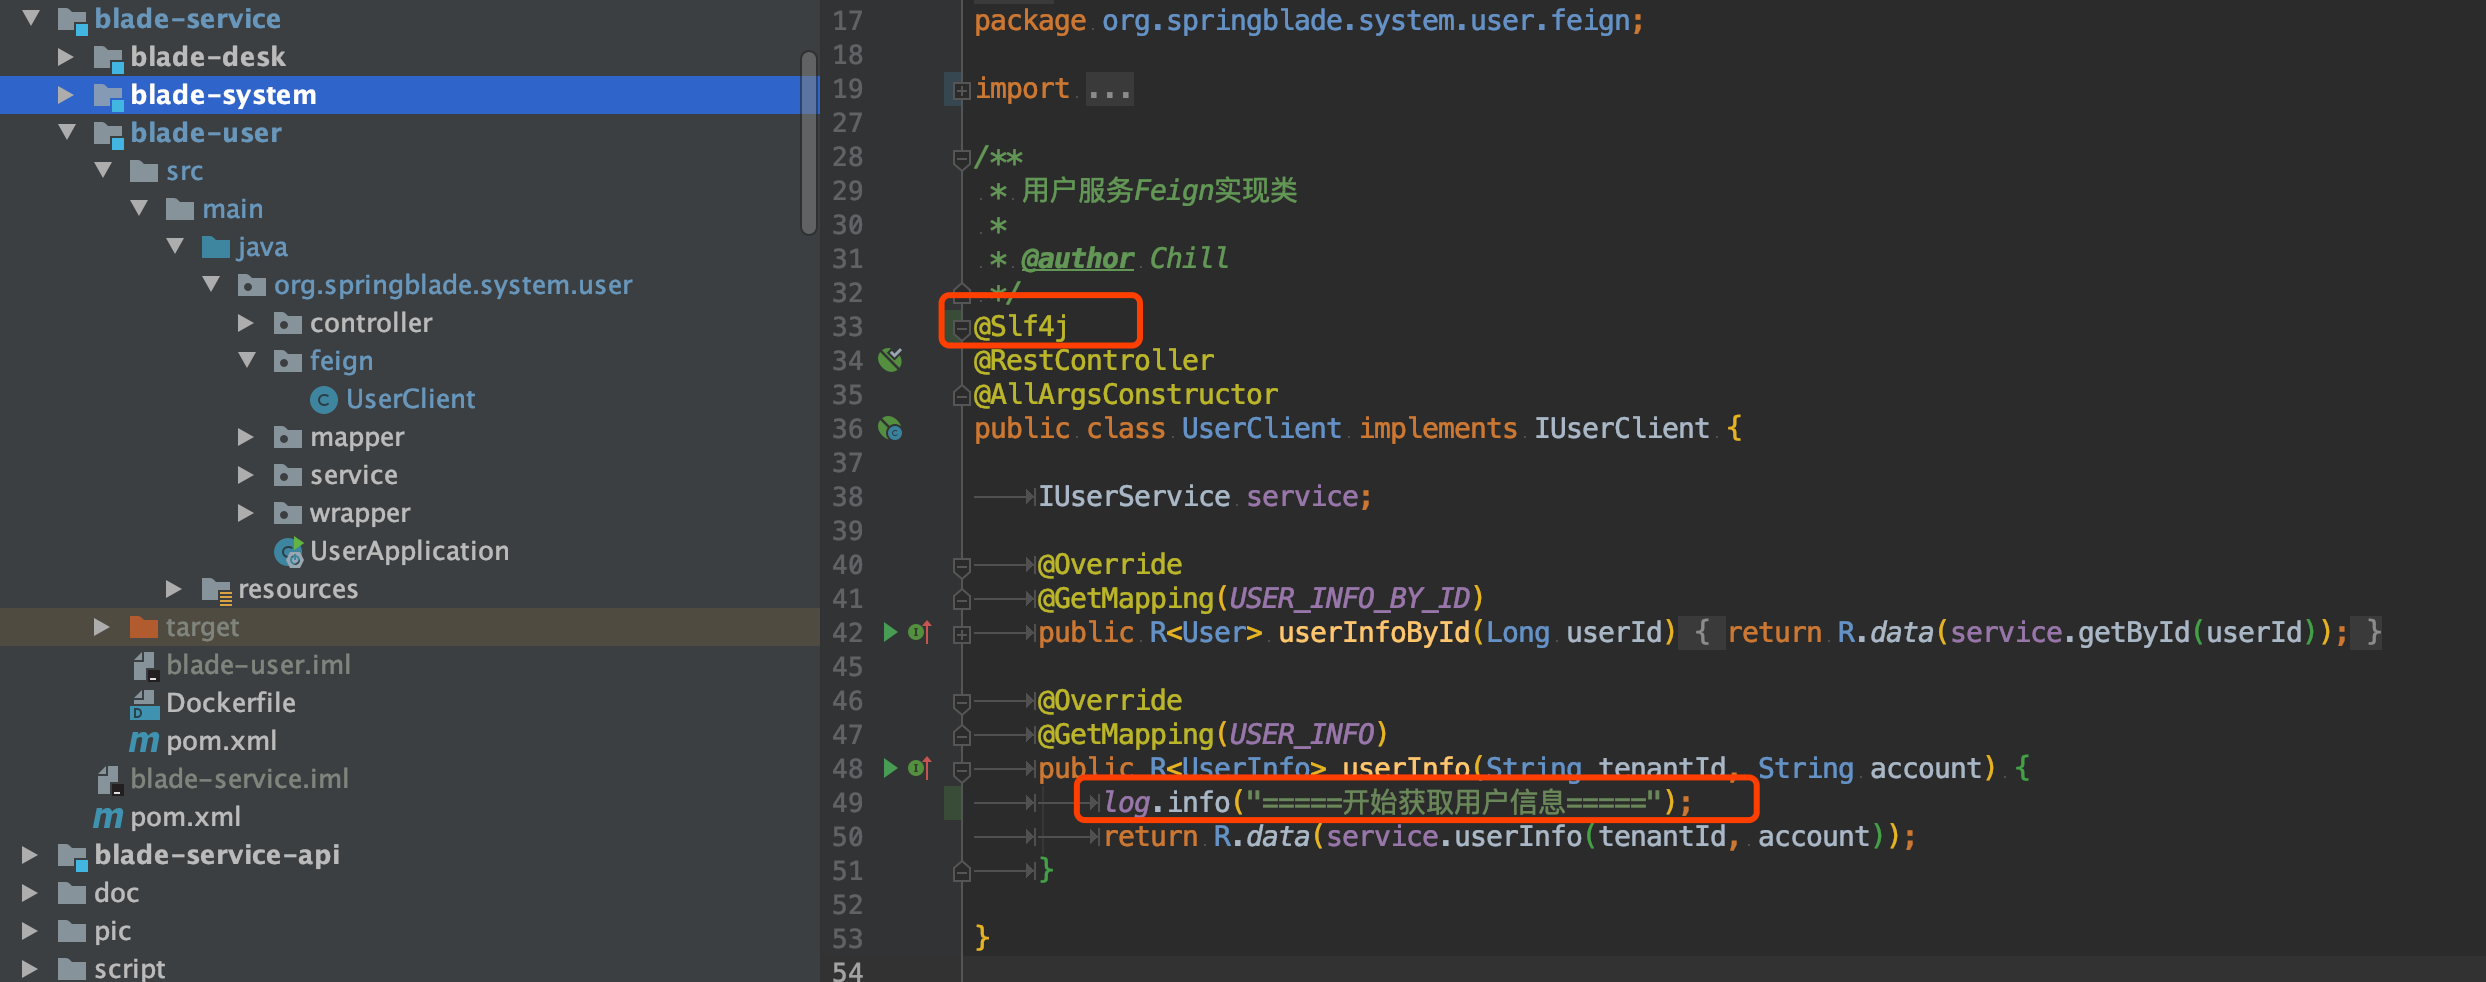 blade-service
blade-desk
blade-system
blade-user
src
main
java
org.springblade.system.user
controller
feign
UserClient
mapper
service
wrapper
UserApplication
resources
target
blade-user.iml
Dockerfile
pom.xml
blade-service.iml
pom.xml
blade-service-api
doc
pic
script
17 package org.springblade.system.user.feign;
18
19 import ...
27
28 /**
29 * 用户服务Feign实现类
30 *
31 * @author Chill
32 */
33 @Slf4j
34 @RestController
35 @AllArgsConstructor
36 public class UserClient implements IUserClient {
37
38 IUserService service;
39
40 @Override
41 @GetMapping(USER_INFO_BY_ID)
42 public R<User> userInfoById(Long userId) { return R.data(service.getById(userId)); }
45
46 @Override
47 @GetMapping(USER_INFO)
48 public R<UserInfo> userInfo(String tenantId, String account) {
49 log.info("=====开始获取用户信息=====");
50 return R.data(service.userInfo(tenantId, account));
51 }
52
53 }
54